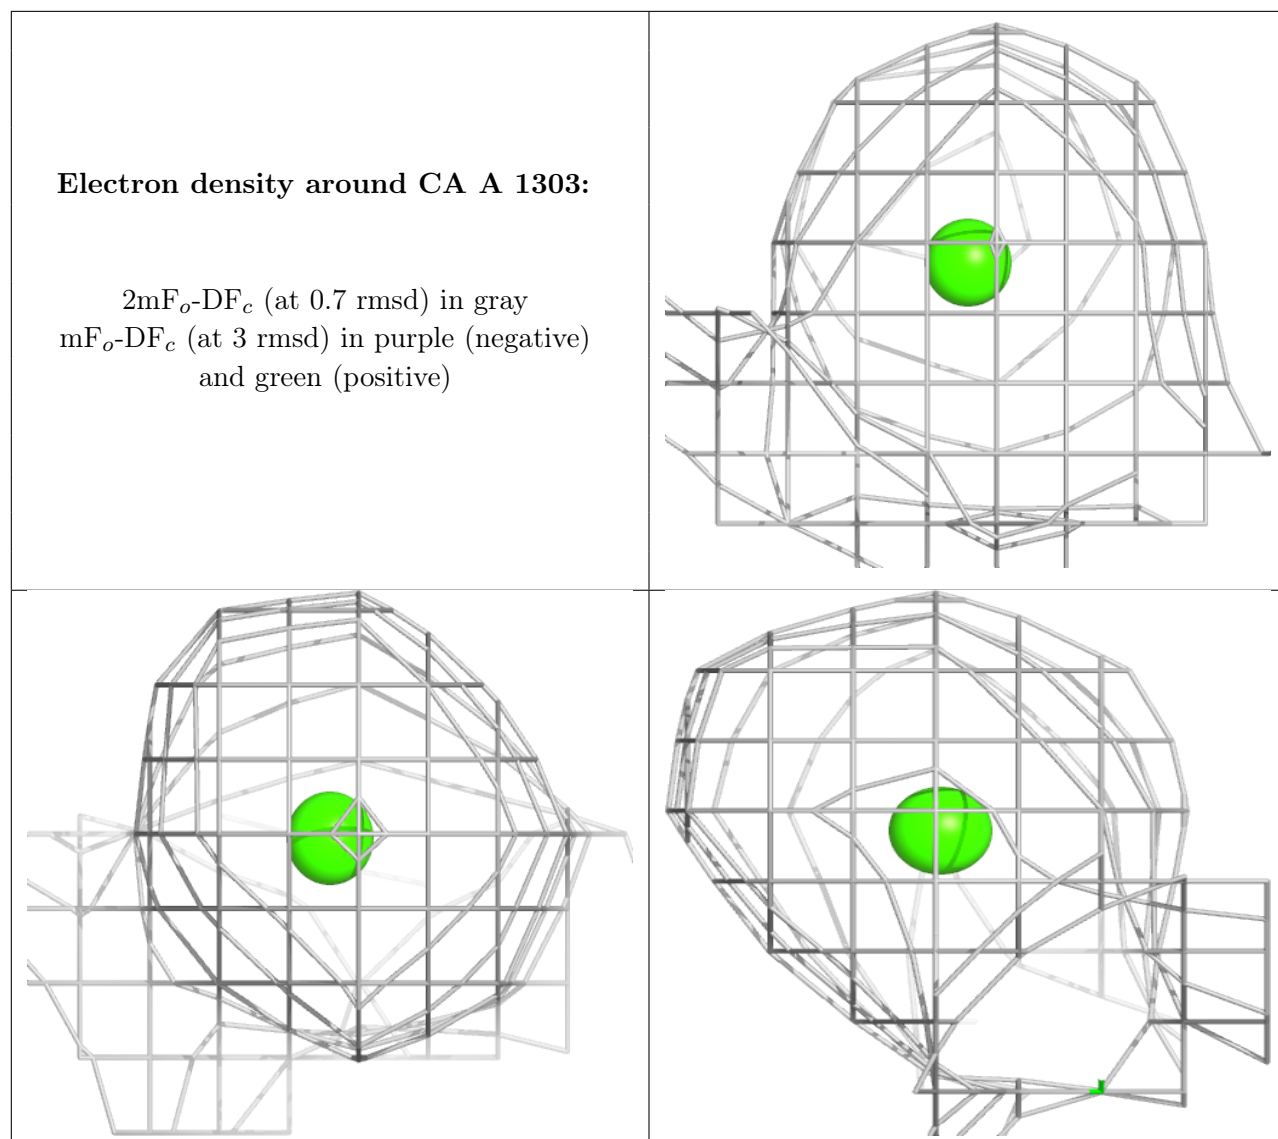 Electron density around CA A 1303:
2mFo-DFc (at 0.7 rmsd) in gray
mFo-DFc (at 3 rmsd) in purple (negative)
and green (positive)